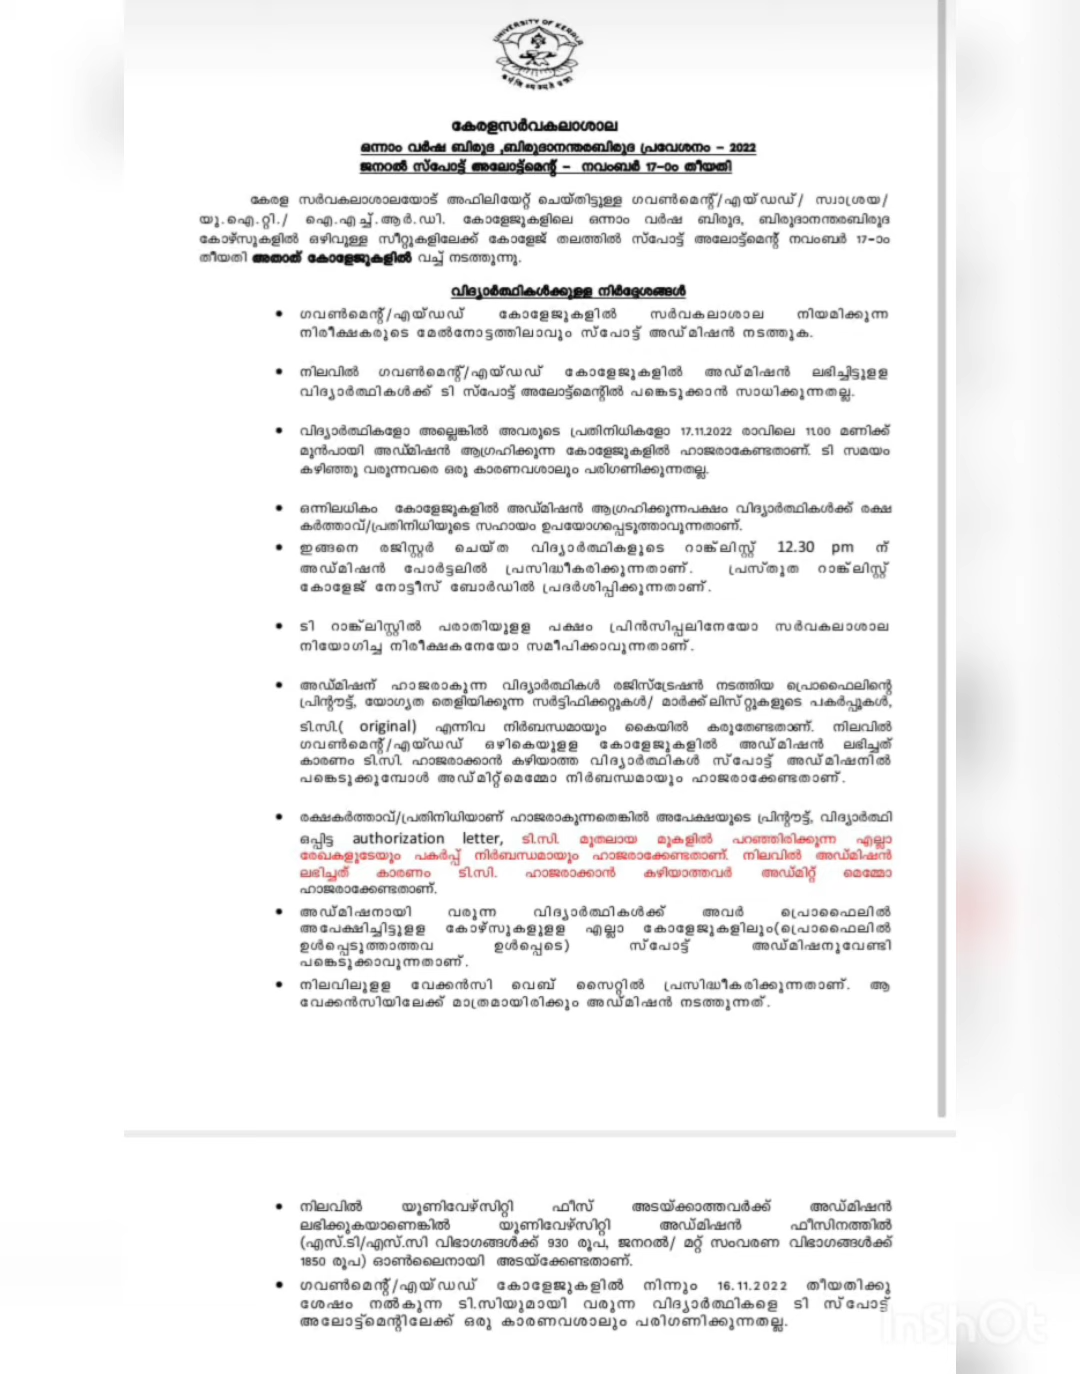 UNIVERSITY OF KERALA
കേരളസർവകലാശാല
ഒന്നാം വർഷ ബിരുദ ,ബിരുദാനന്തരബിരുദ പ്രവേശനം – 2022
ജനറൽ സ്പോട്ട് അലോട്ട്മെന്റ് – നവംബർ 17-ാം തീയതി
കേരള സർവകലാശാലയോട് അഫിലിയേറ്റ് ചെയ്തിട്ടുള്ള ഗവൺമെന്റ്/എയ്ഡഡ്/ സ്വാശ്രയ/
യു.ഐ.റ്റി./ ഐ.എച്ച്.ആർ.ഡി. കോളേജുകളിലെ ഒന്നാം വർഷ ബിരുദ, ബിരുദാനന്തരബിരുദ
കോഴ്സുകളിൽ ഒഴിവുള്ള സീറ്റുകളിലേക്ക് കോളേജ് തലത്തിൽ സ്പോട്ട് അലോട്ട്മെന്റ് നവംബർ 17-ാം
തീയതി അതാത് കോളേജുകളിൽ വച്ച് നടത്തുന്നു.
വിദ്യാർത്ഥികൾക്കുള്ള നിർദ്ദേശങ്ങൾ
• ഗവൺമെന്റ്/എയ്ഡഡ് കോളേജുകളിൽ സർവകലാശാല നിയമിക്കുന്ന
നിരീക്ഷകരുടെ മേൽനോട്ടത്തിലാവും സ്പോട്ട് അഡ്മിഷൻ നടത്തുക.
• നിലവിൽ ഗവൺമെന്റ്/എയ്ഡഡ് കോളേജുകളിൽ അഡ്മിഷൻ ലഭിച്ചിട്ടുളള
വിദ്യാർത്ഥികൾക്ക് ടി സ്പോട്ട് അലോട്ട്മെന്റിൽ പങ്കെടുക്കാൻ സാധിക്കുന്നതല്ല.
• വിദ്യാർത്ഥികളോ അല്ലെങ്കിൽ അവരുടെ പ്രതിനിധികളോ 17.11.2022 രാവിലെ 11.00 മണിക്ക്
മുൻപായി അഡ്മിഷൻ ആഗ്രഹിക്കുന്ന കോളേജുകളിൽ ഹാജരാകേണ്ടതാണ്. ടി സമയം
കഴിഞ്ഞു വരുന്നവരെ ഒരു കാരണവശാലും പരിഗണിക്കുന്നതല്ല.
• ഒന്നിലധികം കോളേജുകളിൽ അഡ്മിഷൻ ആഗ്രഹിക്കുന്നപക്ഷം വിദ്യാർത്ഥികൾക്ക് രക്ഷ
കർത്താവ്/പ്രതിനിധിയുടെ സഹായം ഉപയോഗപ്പെടുത്താവുന്നതാണ്.
• ഇങ്ങനെ രജിസ്റ്റർ ചെയ്ത വിദ്യാർത്ഥികളുടെ റാങ്ക്‌ലിസ്റ്റ് 12.30 pm ന്
അഡ്മിഷൻ പോർട്ടലിൽ പ്രസിദ്ധീകരിക്കുന്നതാണ്. പ്രസ്തുത റാങ്ക്‌ലിസ്റ്റ്
കോളേജ് നോട്ടീസ് ബോർഡിൽ പ്രദർശിപ്പിക്കുന്നതാണ്.
• ടി റാങ്ക്‌ലിസ്റ്റിൽ പരാതിയുളള പക്ഷം പ്രിൻസിപ്പലിനേയോ സർവകലാശാല
നിയോഗിച്ച നിരീക്ഷകനേയോ സമീപിക്കാവുന്നതാണ്.
• അഡ്മിഷന് ഹാജരാകുന്ന വിദ്യാർത്ഥികൾ രജിസ്ട്രേഷൻ നടത്തിയ പ്രൊഫൈലിന്റെ
പ്രിന്റൗട്ട്, യോഗ്യത തെളിയിക്കുന്ന സർട്ടിഫിക്കറ്റുകൾ/ മാർക്ക്‌ലിസ്റ്റുകളുടെ പകർപ്പുകൾ,
ടി.സി.( original) എന്നിവ നിർബന്ധമായും കൈയിൽ കരുതേണ്ടതാണ്. നിലവിൽ
ഗവൺമെന്റ്/എയ്ഡഡ് ഒഴികെയുളള കോളേജുകളിൽ അഡ്മിഷൻ ലഭിച്ചത്
കാരണം ടി.സി. ഹാജരാക്കാൻ കഴിയാത്ത വിദ്യാർത്ഥികൾ സ്പോട്ട് അഡ്മിഷനിൽ
പങ്കെടുക്കുമ്പോൾ അഡ്മിറ്റ്മെമ്മോ നിർബന്ധമായും ഹാജരാക്കേണ്ടതാണ്.
• രക്ഷകർത്താവ്/പ്രതിനിധിയാണ് ഹാജരാകുന്നതെങ്കിൽ അപേക്ഷയുടെ പ്രിന്റൗട്ട്, വിദ്യാർത്ഥി
ഒപ്പിട്ട authorization letter, ടി.സി. മുതലായ മുകളിൽ പറഞ്ഞിരിക്കുന്ന എല്ലാ
രേഖകളുടേയും പകർപ്പ് നിർബന്ധമായും ഹാജരാക്കേണ്ടതാണ്. നിലവിൽ അഡ്മിഷൻ
ലഭിച്ചത് കാരണം ടി.സി. ഹാജരാക്കാൻ കഴിയാത്തവർ അഡ്മിറ്റ് മെമ്മോ
ഹാജരാക്കേണ്ടതാണ്.
• അഡ്മിഷനായി വരുന്ന വിദ്യാർത്ഥികൾക്ക് അവർ പ്രൊഫൈലിൽ
അപേക്ഷിച്ചിട്ടുളള കോഴ്സുകളുളള എല്ലാ കോളേജുകളിലും(പ്രൊഫൈലിൽ
ഉൾപ്പെടുത്താത്തവ ഉൾപ്പെടെ) സ്പോട്ട് അഡ്മിഷനുവേണ്ടി
പങ്കെടുക്കാവുന്നതാണ്.
• നിലവിലുളള വേക്കൻസി വെബ് സൈറ്റിൽ പ്രസിദ്ധീകരിക്കുന്നതാണ്. ആ
വേക്കൻസിയിലേക്ക് മാത്രമായിരിക്കും അഡ്മിഷൻ നടത്തുന്നത്.
• നിലവിൽ യൂണിവേഴ്സിറ്റി ഫീസ് അടയ്ക്കാത്തവർക്ക് അഡ്മിഷൻ
ലഭിക്കുകയാണെങ്കിൽ യൂണിവേഴ്സിറ്റി അഡ്മിഷൻ ഫീസിനത്തിൽ
(എസ്.ടി/എസ്.സി വിഭാഗങ്ങൾക്ക് 930 രൂപ, ജനറൽ/ മറ്റ് സംവരണ വിഭാഗങ്ങൾക്ക്
1850 രൂപ) ഓൺലൈനായി അടയ്ക്കേണ്ടതാണ്.
• ഗവൺമെന്റ്/എയ്ഡഡ് കോളേജുകളിൽ നിന്നും 16.11.2022 തീയതിക്കു
ശേഷം നൽകുന്ന ടി.സിയുമായി വരുന്ന വിദ്യാർത്ഥികളെ ടി സ്പോട്ട്
അലോട്ട്മെന്റിലേക്ക് ഒരു കാരണവശാലും പരിഗണിക്കുന്നതല്ല.
InShOt